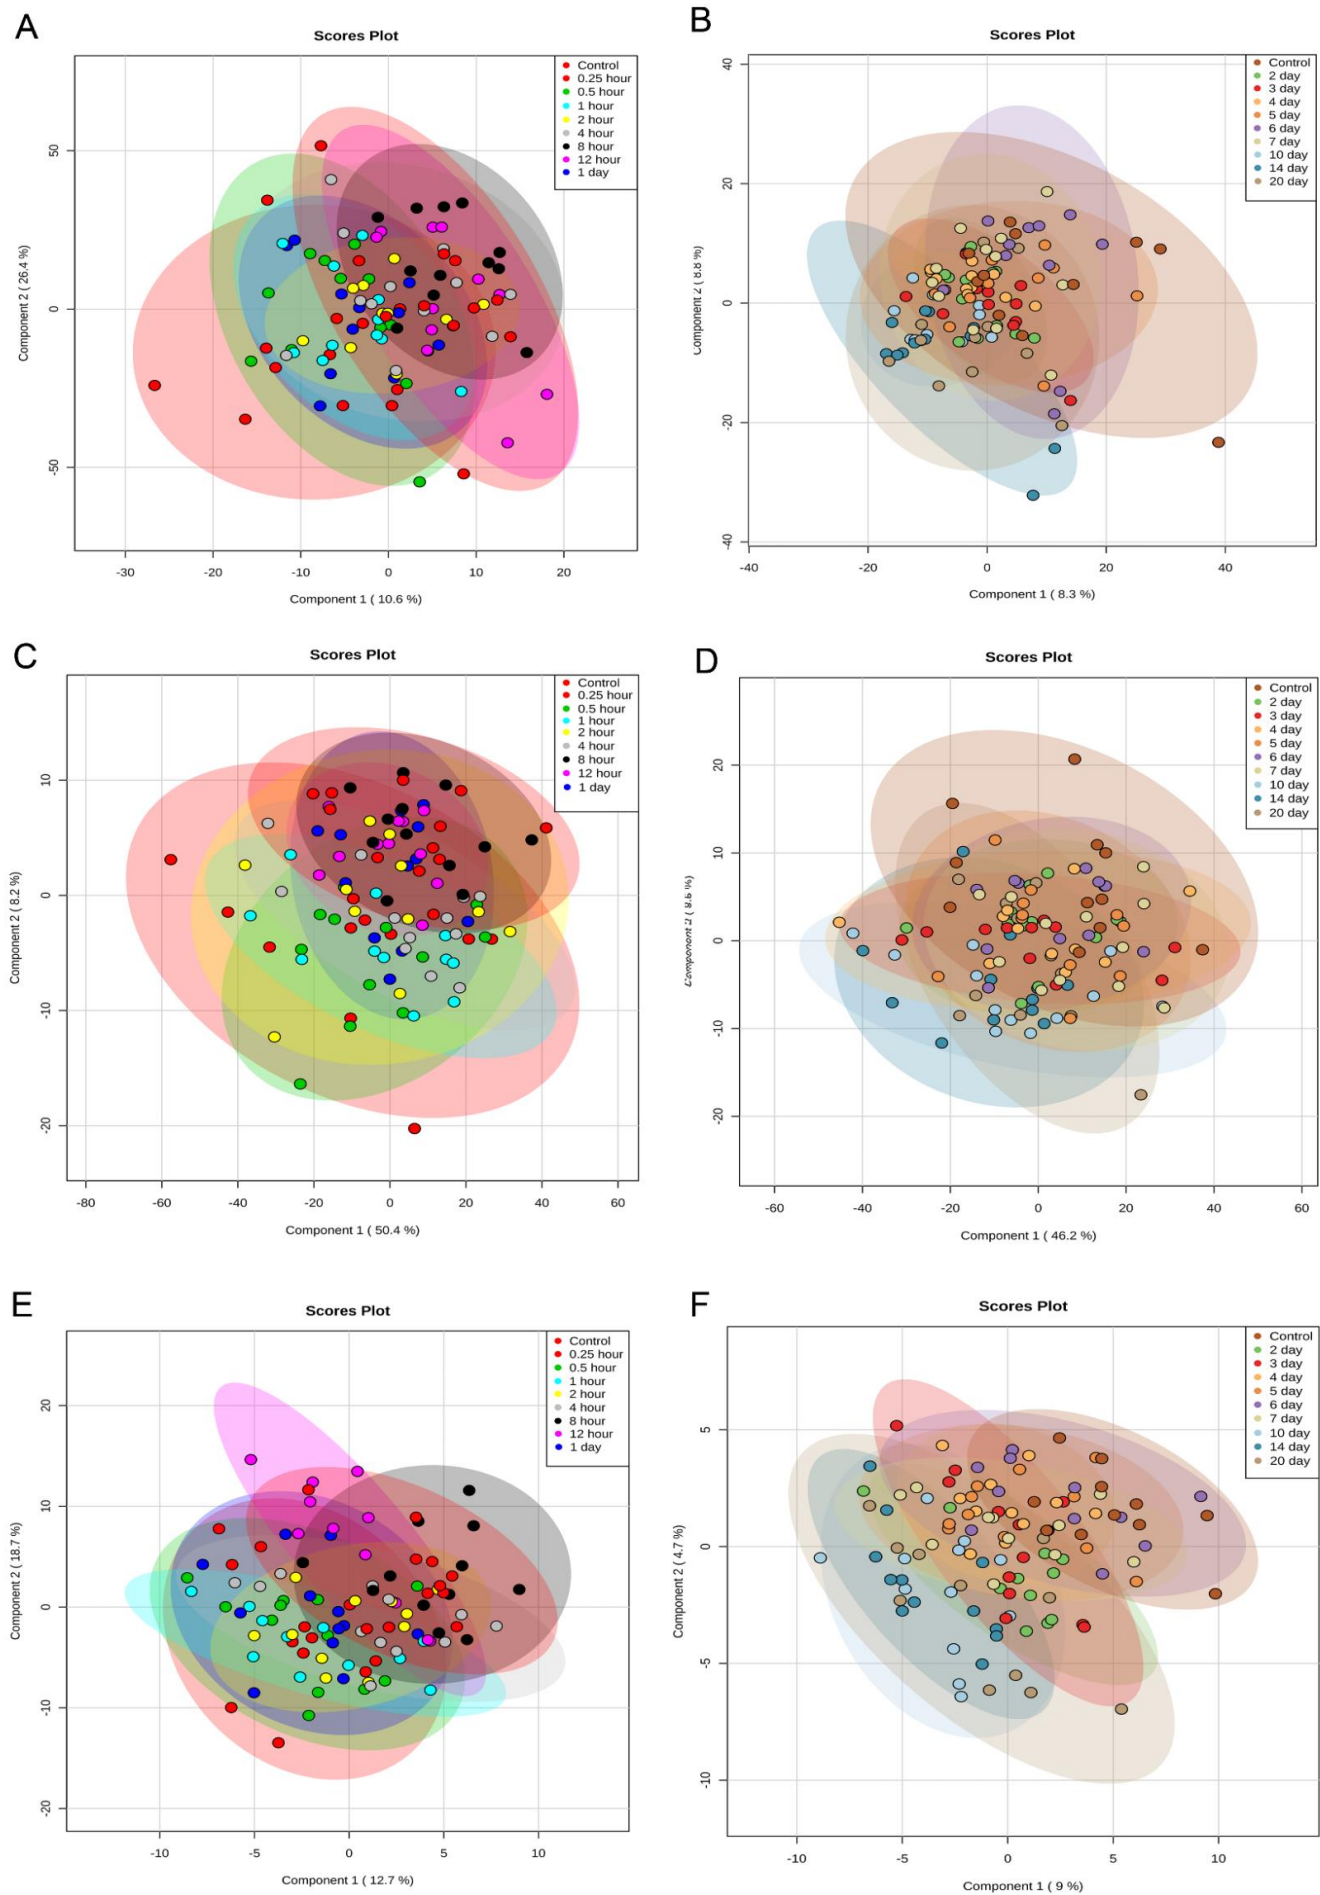 A
Scores Plot
Control
0.25 hour
0.5 hour
1 hour
2 hour
4 hour
8 hour
12 hour
1 day
50
0
-50
Component 2 ( 26.4 %)
-30 -20 -10 0 10 20
Component 1 ( 10.6 %)
B
Scores Plot
Control
2 day
3 day
4 day
5 day
6 day
7 day
10 day
14 day
20 day
40
20
0
-20
-40
Component 2 ( 8.8 %)
-40 -20 0 20 40
Component 1 ( 8.3 %)
C
Scores Plot
Control
0.25 hour
0.5 hour
1 hour
2 hour
4 hour
8 hour
12 hour
1 day
10
0
-10
-20
Component 2 ( 8.2 %)
-80 -60 -40 -20 0 20 40 60
Component 1 ( 50.4 %)
D
Scores Plot
Control
2 day
3 day
4 day
5 day
6 day
7 day
10 day
14 day
20 day
20
10
0
-10
-20
Component 2
-60 -40 -20 0 20 40 60
Component 1 ( 46.2 %)
E
Scores Plot
Control
0.25 hour
0.5 hour
1 hour
2 hour
4 hour
8 hour
12 hour
1 day
20
10
0
10
-20
Component 2 ( 18.7 %)
-10 -5 0 5 10
Component 1 ( 12.7 %)
F
Scores Plot
Control
2 day
3 day
4 day
5 day
6 day
7 day
10 day
14 day
20 day
5
0
-5
-10
Component 2 ( 4.7 %)
-10 -5 0 5 10
Component 1 ( 9 %)